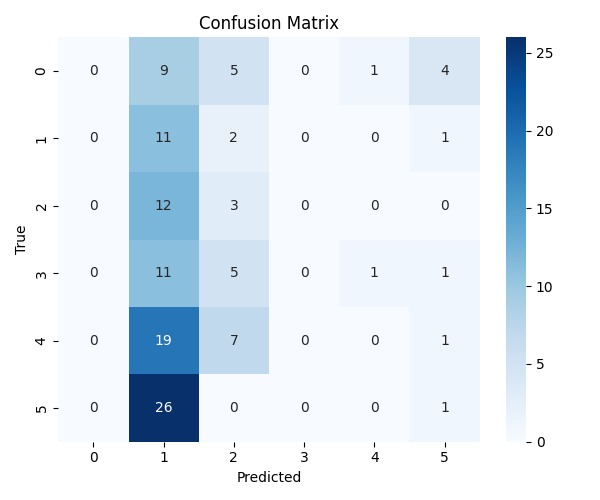 Confusion Matrix
True
0 0 9 5 0 1 4
1 0 11 2 0 0 1
2 0 12 3 0 0 0
3 0 11 5 0 1 1
4 0 19 7 0 0 1
5 0 26 0 0 0 1
0 1 2 3 4 5
Predicted
25
20
15
10
5
0